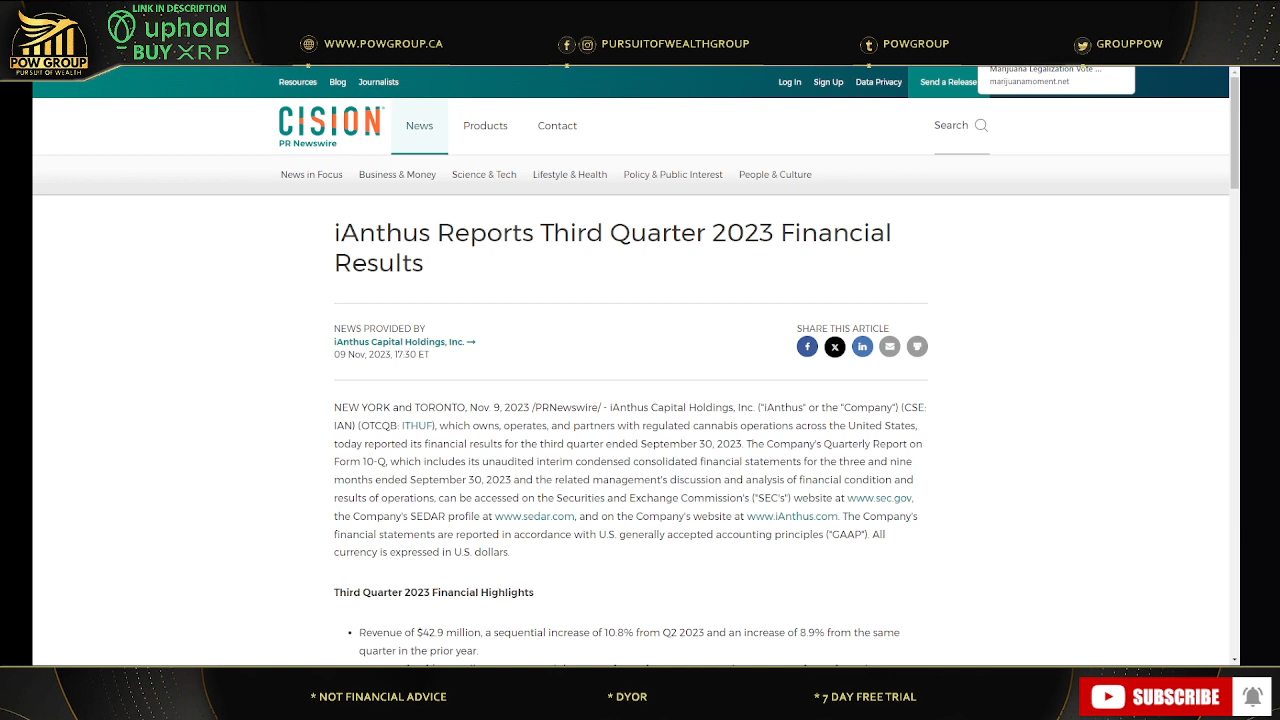 LINK IN DESCRIPTION
uphold
BUY XRP
POW GROUP
PURSUIT OF WEALTH
WWW.POWGROUP.CA
PURSUITOFWEALTHGROUP
POWGROUP
GROUPPOW
Resources Blog Journalists
Log In Sign Up Data Privacy Send a Release
Marijuana Legalization Vote ...
marijuanamoment.net
CISION
PR Newswire
News Products Contact
Search
News in Focus Business & Money Science & Tech Lifestyle & Health Policy & Public Interest People & Culture
iAnthus Reports Third Quarter 2023 Financial
Results
NEWS PROVIDED BY
iAnthus Capital Holdings, Inc. →
09 Nov, 2023, 17:30 ET
SHARE THIS ARTICLE
NEW YORK and TORONTO, Nov. 9, 2023 /PRNewswire/ - iAnthus Capital Holdings, Inc. ("iAnthus" or the "Company") (CSE:
IAN) (OTCQB: ITHUF), which owns, operates, and partners with regulated cannabis operations across the United States,
today reported its financial results for the third quarter ended September 30, 2023. The Company's Quarterly Report on
Form 10-Q, which includes its unaudited interim condensed consolidated financial statements for the three and nine
months ended September 30, 2023 and the related management's discussion and analysis of financial condition and
results of operations, can be accessed on the Securities and Exchange Commission's ("SEC's") website at www.sec.gov,
the Company's SEDAR profile at www.sedar.com, and on the Company's website at www.iAnthus.com. The Company's
financial statements are reported in accordance with U.S. generally accepted accounting principles ("GAAP"). All
currency is expressed in U.S. dollars.
Third Quarter 2023 Financial Highlights
• Revenue of $42.9 million, a sequential increase of 10.8% from Q2 2023 and an increase of 8.9% from the same
quarter in the prior year.
* NOT FINANCIAL ADVICE
* DYOR
* 7 DAY FREE TRIAL
SUBSCRIBE